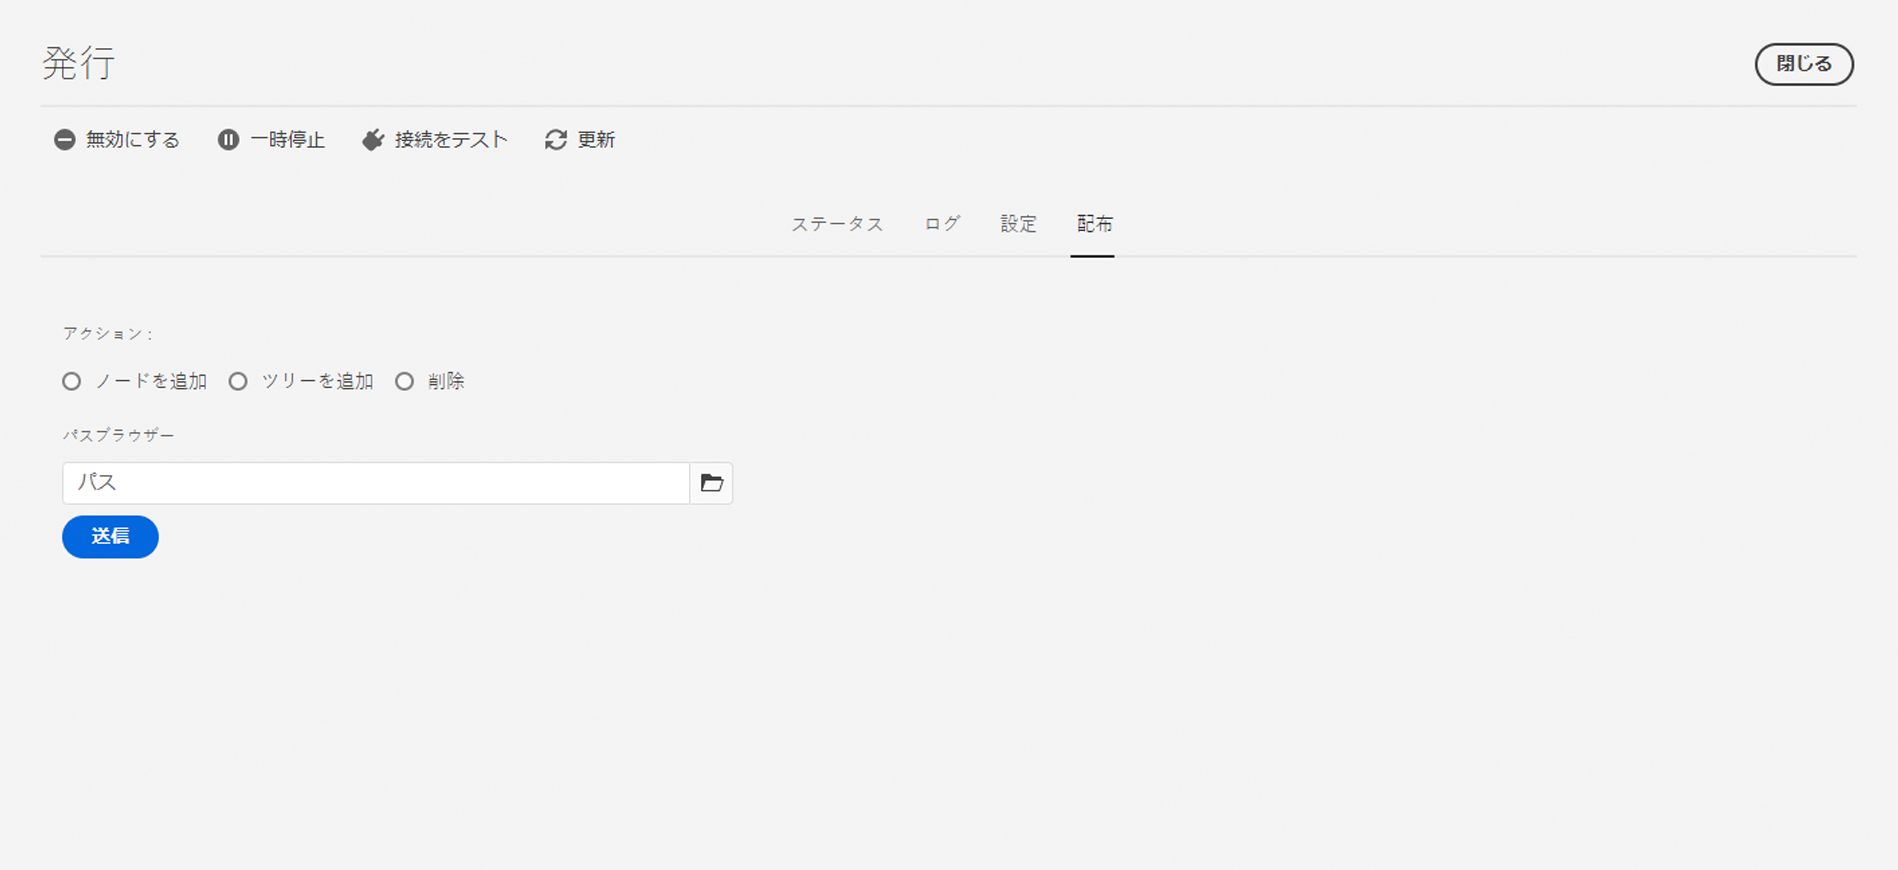 発行
閉じる
無効にする 一時停止 接続をテスト 更新
ステータス ログ 設定 配布
アクション :
ノードを追加 ツリーを追加 削除
パスブラウザー
パス
送信